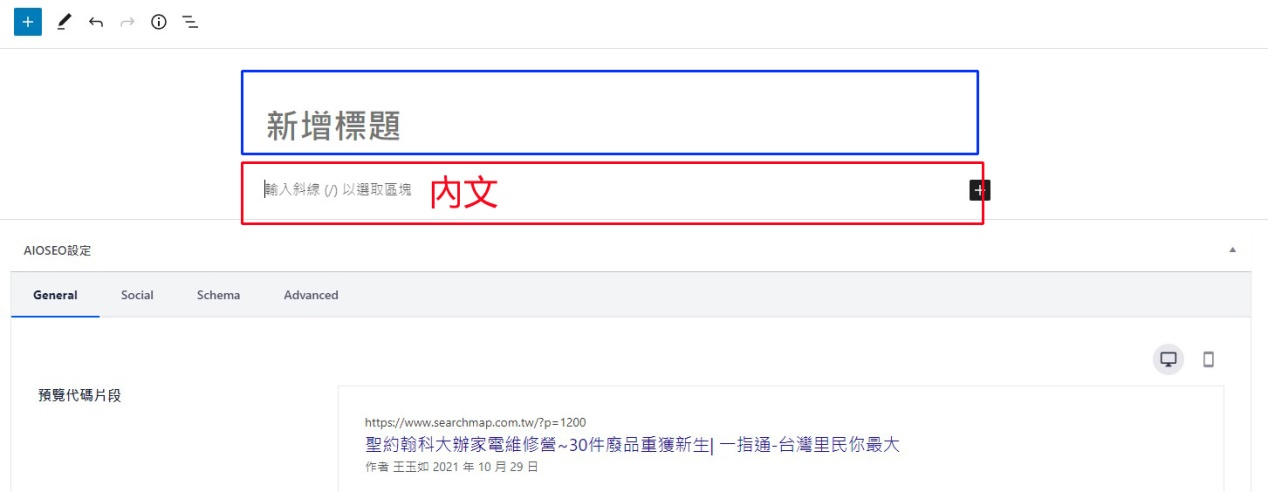 新增標題
輸入斜線 (/) 以選取區塊
內文
AIOSEO設定
General Social Schema Advanced
預覽代碼片段
https://www.searchmap.com.tw/?p=1200
聖約翰科大辦家電維修營~30件廢品重獲新生| 一指通-台灣里民你最大
作者 王玉如 2021 年 10 月 29 日